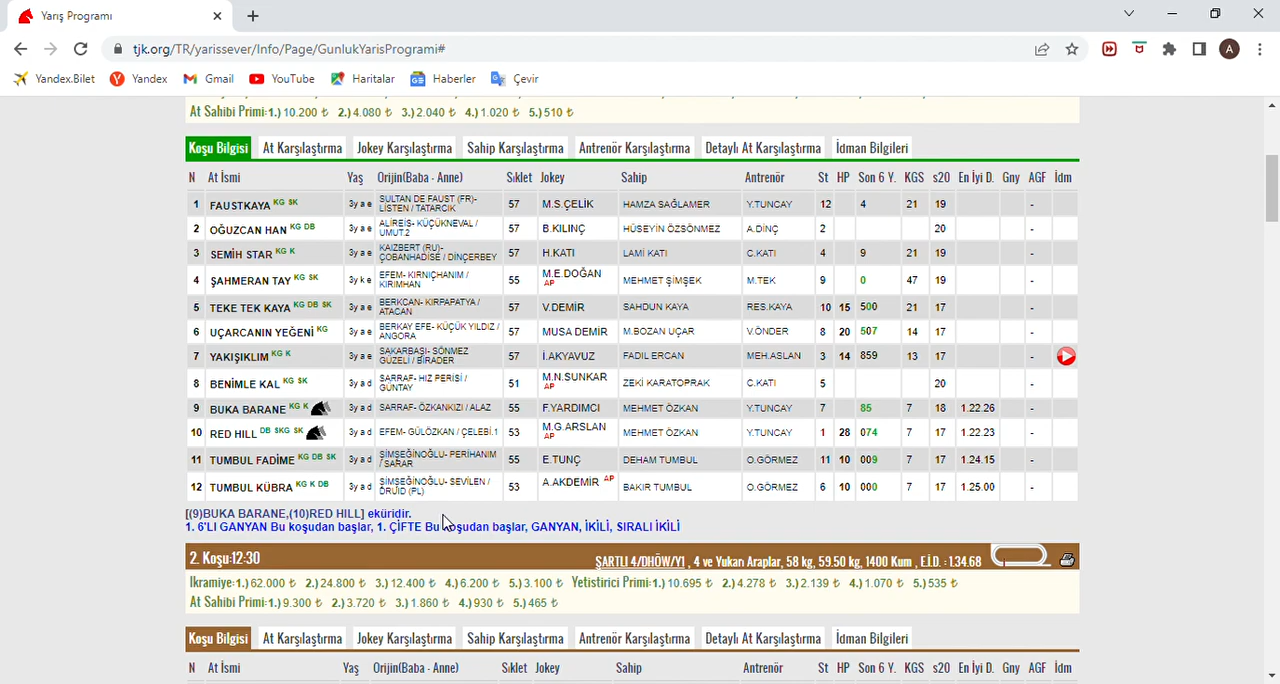 Yarış Programı
tjk.org/TR/yarissever/Info/Page/GunlukYarisProgrami#
A
Yandex.Bilet Yandex Gmail YouTube Haritalar Haberler Çevir
At Sahibi Primi:1.) 10.200 ₺ 2.) 4.080 ₺ 3.) 2.040 ₺ 4.) 1.020 ₺ 5.) 510 ₺
Koşu Bilgisi At Karşılaştırma Jokey Karşılaştırma Sahip Karşılaştırma Antrenör Karşılaştırma Detaylı At Karşılaştırma İdman Bilgileri
N At İsmi Yaş Orijin(Baba - Anne) Sıklet Jokey Sahip Antrenör St HP Son 6 Y. KGS s20 En İyi D. Gny AGF İdm
1 FAUSTKAYA KG SK 3y a e SULTAN DE FAUST (FR)- LİSTEN / TATARCIK 57 M.S.ÇELİK HAMZA SAĞLAMER Y.TUNCAY 12 4 21 19 -
2 OĞUZCAN HAN KG DB 3y a e ALİREİS- KÜÇÜKNEVAL / UMUT.2 57 B.KILINÇ HÜSEYİN ÖZSÖNMEZ A.DİNÇ 2 20 -
3 SEMİH STAR KG K 3y a e KAIZBERT (RU)- ÇOBANHADİSE / DİNÇERBEY 57 H.KATI LAMİ KATI C.KATI 4 9 21 19 -
4 ŞAHMERAN TAY KG SK 3y k e EFEM- KIRNIÇHANIM / KIRIMHAN 55 M.E.DOĞAN AP MEHMET ŞİMŞEK M.TEK 9 0 47 19 -
5 TEKE TEK KAYA KG DB SK 3y a e BERKCAN- KIRPAPATYA / ATACAN 57 V.DEMİR SAHDUN KAYA RES.KAYA 10 15 500 21 17 -
6 UÇARCANIN YEĞENİ KG 3y a e BERKAY EFE- KÜÇÜK YILDIZ / ANGORA 57 MUSA DEMİR M.BOZAN UÇAR V.ÖNDER 8 20 507 14 17 -
7 YAKIŞIKLIM KG K 3y a e SAKARBAŞI- SÖNMEZ GÜZELİ / BİRADER 57 İ.AKYAVUZ FADIL ERCAN MEH.ASLAN 3 14 859 13 17 -
8 BENİMLE KAL KG SK 3y a d SARRAF- HIZ PERİSİ / GÜNTAY 51 M.N.SUNKAR AP ZEKİ KARATOPRAK C.KATI 5 20 -
9 BUKA BARANE KG K 3y a d SARRAF- ÖZKANKIZI / ALAZ 55 F.YARDIMCI MEHMET ÖZKAN Y.TUNCAY 7 85 7 18 1.22.26 -
10 RED HILL DB SKG SK 3y a d EFEM- GÜLÖZKAN / ÇELEBİ.1 53 M.G.ARSLAN AP MEHMET ÖZKAN Y.TUNCAY 1 28 074 7 17 1.22.23 -
11 TUMBUL FADİME KG DB SK 3y a d ŞİMŞEĞİNOĞLU- PERİHANIM / SARAR 55 E.TUNÇ DEHAM TUMBUL O.GÖRMEZ 11 10 009 7 17 1.24.15 -
12 TUMBUL KÜBRA KG K DB 3y a d ŞİMŞEĞİNOĞLU- SEVİLEN / DRUİD (PL) 53 A.AKDEMİR AP BAKIR TUMBUL O.GÖRMEZ 6 10 000 7 17 1.25.00 -
[(9)BUKA BARANE,(10)RED HILL] eküridir.
1. 6'LI GANYAN Bu koşudan başlar, 1. ÇİFTE Bu koşudan başlar, GANYAN, İKİLİ, SIRALI İKİLİ
2. Koşu:12:30 ŞARTLI 4/DHÖW/Y1 , 4 ve Yukarı Araplar, 58 kg, 59.50 kg, 1400 Kum , E.İ.D. : 1.34.68
İkramiye:1.) 62.000 ₺ 2.) 24.800 ₺ 3.) 12.400 ₺ 4.) 6.200 ₺ 5.) 3.100 ₺ Yetistirici Primi:1.) 10.695 ₺ 2.) 4.278 ₺ 3.) 2.139 ₺ 4.) 1.070 ₺ 5.) 535 ₺
At Sahibi Primi:1.) 9.300 ₺ 2.) 3.720 ₺ 3.) 1.860 ₺ 4.) 930 ₺ 5.) 465 ₺
Koşu Bilgisi At Karşılaştırma Jokey Karşılaştırma Sahip Karşılaştırma Antrenör Karşılaştırma Detaylı At Karşılaştırma İdman Bilgileri
N At İsmi Yaş Orijin(Baba - Anne) Sıklet Jokey Sahip Antrenör St HP Son 6 Y. KGS s20 En İyi D. Gny AGF İdm